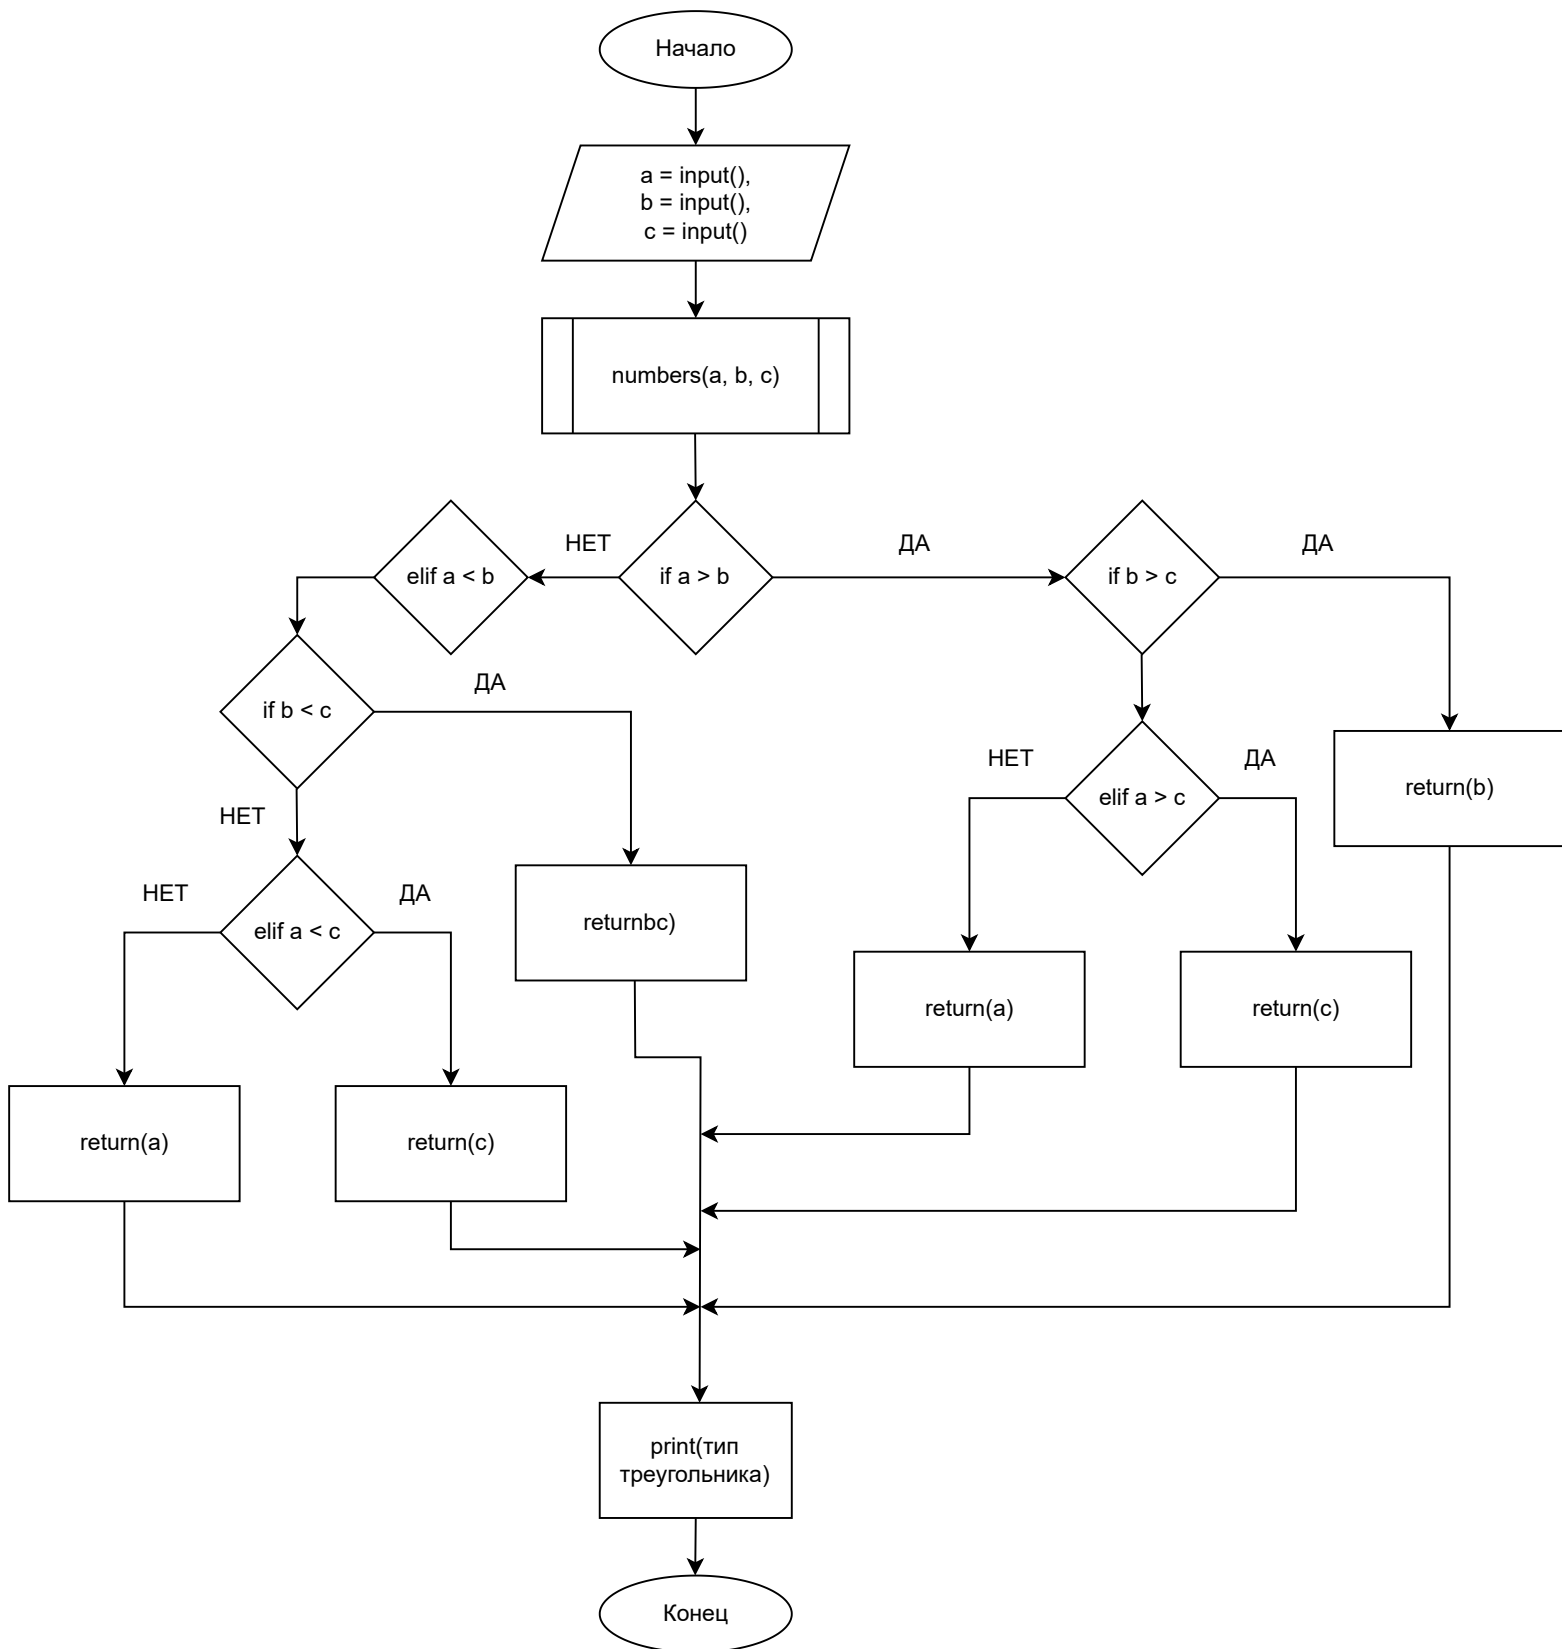 Начало
a = input(),
b = input(),
c = input()
numbers(a, b, c)
НЕТ
ДА
ДА
elif a < b
if a > b
if b > c
ДА
if b < c
НЕТ
ДА
return(b)
elif a > c
НЕТ
НЕТ
ДА
returnbc)
elif a < c
return(a)
return(c)
return(a)
return(c)
print(тип
треугольника)
Конец